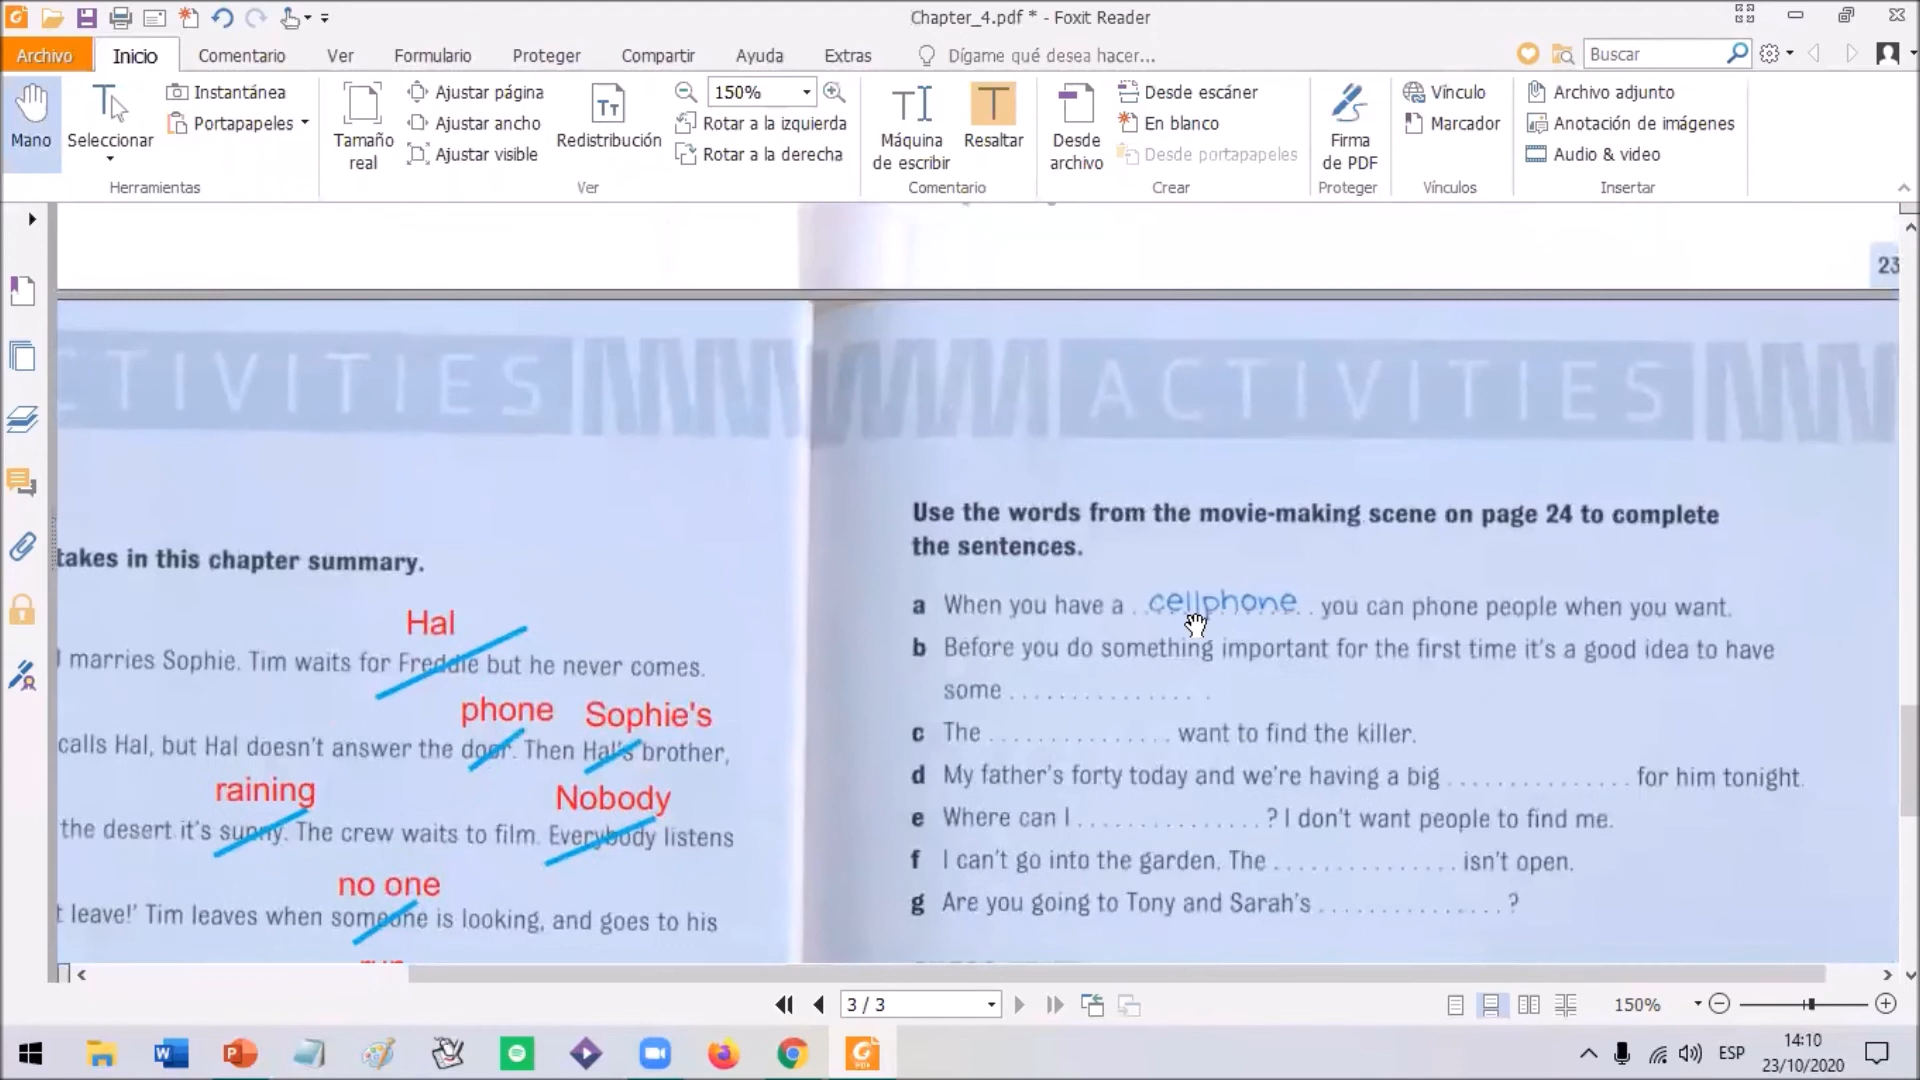 Chapter_4.pdf * - Foxit Reader
Archivo
Inicio
Comentario
Ver
Formulario
Proteger
Compartir
Ayuda
Extras
Dígame qué desea hacer...
Buscar
Mano
Seleccionar
Instantánea
Portapapeles
Herramientas
Tamaño
real
Ajustar página
Ajustar ancho
Ajustar visible
Redistribución
150%
Rotar a la izquierda
Rotar a la derecha
Ver
Máquina
de escribir
Resaltar
Comentario
Desde
archivo
Desde escáner
En blanco
Desde portapapeles
Crear
Firma
de PDF
Proteger
Vínculo
Marcador
Vínculos
Archivo adjunto
Anotación de imágenes
Audio & video
Insertar
23
CTIVITIES
takes in this chapter summary.
Hal
marries Sophie. Tim waits for Freddie but he never comes.
phone Sophie's
calls Hal, but Hal doesn't answer the door. Then Hal's brother,
raining Nobody
the desert it's sunny. The crew waits to film. Everybody listens
no one
t leave!' Tim leaves when someone is looking, and goes to his
ACTIVITIES
Use the words from the movie-making scene on page 24 to complete
the sentences.
a When you have a . . cellphone . . you can phone people when you want.
b Before you do something important for the first time it's a good idea to have
some . . . . . . . . . . . . . . . .
c The . . . . . . . . . . . . . . want to find the killer.
d My father's forty today and we're having a big . . . . . . . . . . . . . . for him tonight.
e Where can I . . . . . . . . . . . . . . ? I don't want people to find me.
f I can't go into the garden. The . . . . . . . . . . . . . . isn't open.
g Are you going to Tony and Sarah's . . . . . . . . . . . . . . ?
3 / 3
150%
ESP
14:10
23/10/2020